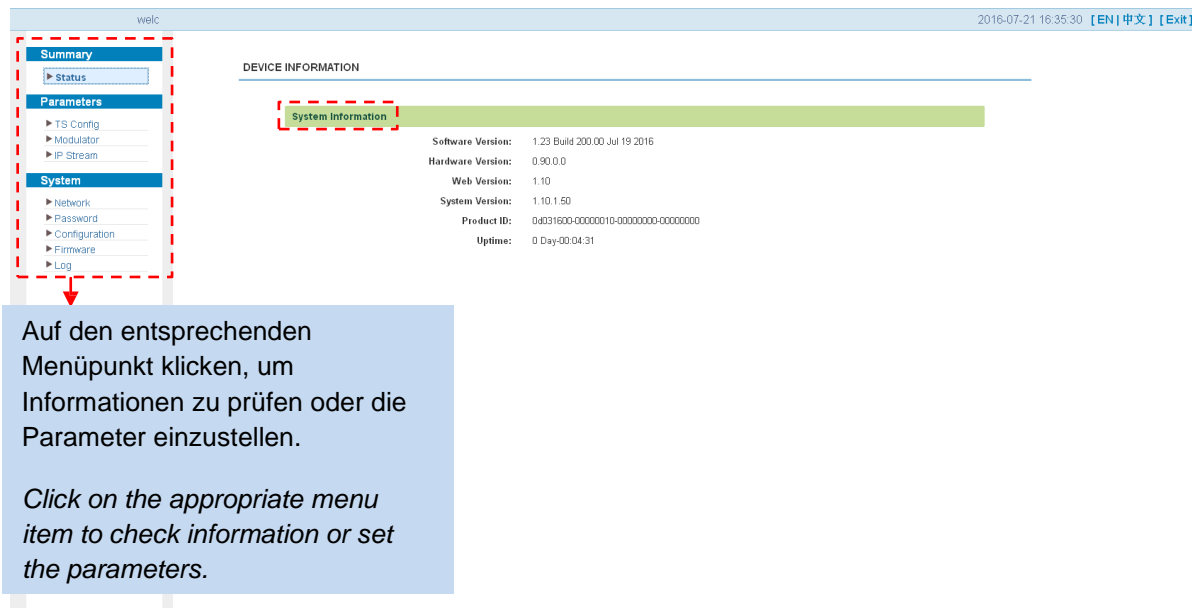 welc
2016-07-21 16:35:30 [ EN | 中文 ] [ Exit ]
Summary
Status
Parameters
TS Config
Modulator
IP Stream
System
Network
Password
Configuration
Firmware
Log
DEVICE INFORMATION
System Information
Software Version: 1.23 Build 200.00 Jul 19 2016
Hardware Version: 0.90.0.0
Web Version: 1.10
System Version: 1.10.1.50
Product ID: 0d031600-00000010-00000000-00000000
Uptime: 0 Day-00:04:31
Auf den entsprechenden
Menüpunkt klicken, um
Informationen zu prüfen oder die
Parameter einzustellen.
Click on the appropriate menu
item to check information or set
the parameters.